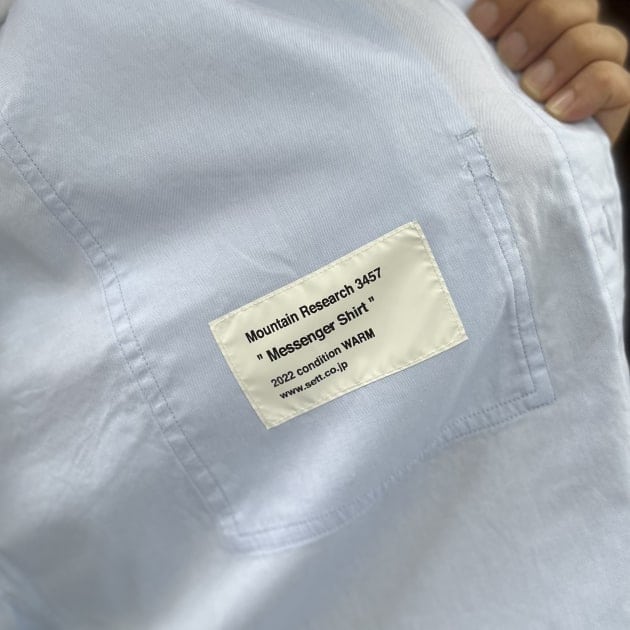 Mountain Research 3457
" Messenger Shirt "
2022 condition WARM
www.sett.co.jp